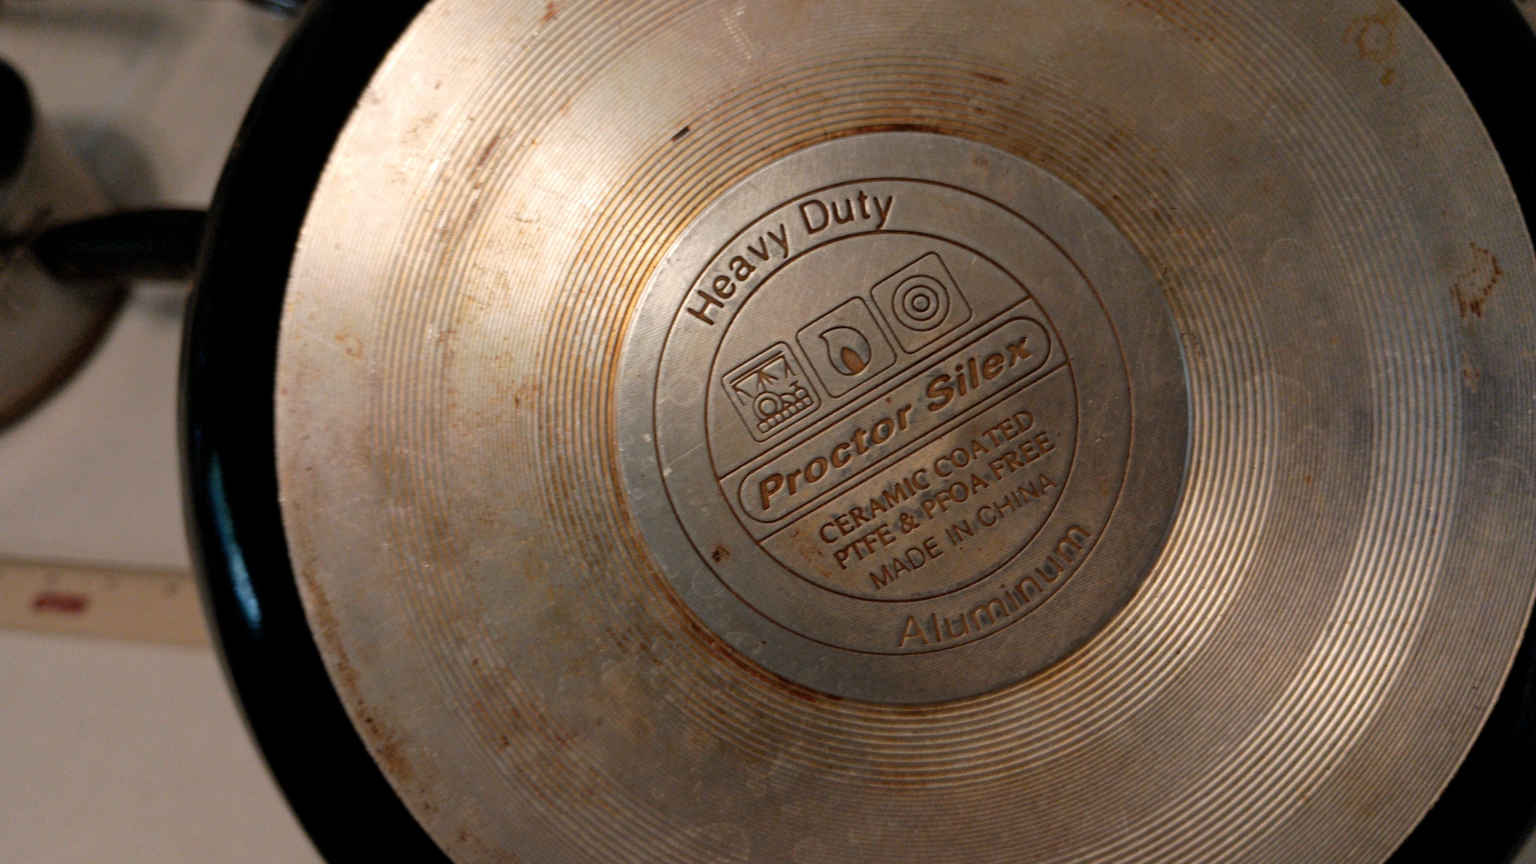 Heavy Duty
Proctor Silex
CERAMIC COATED
PTFE & PFOA FREE
MADE IN CHINA
Aluminum